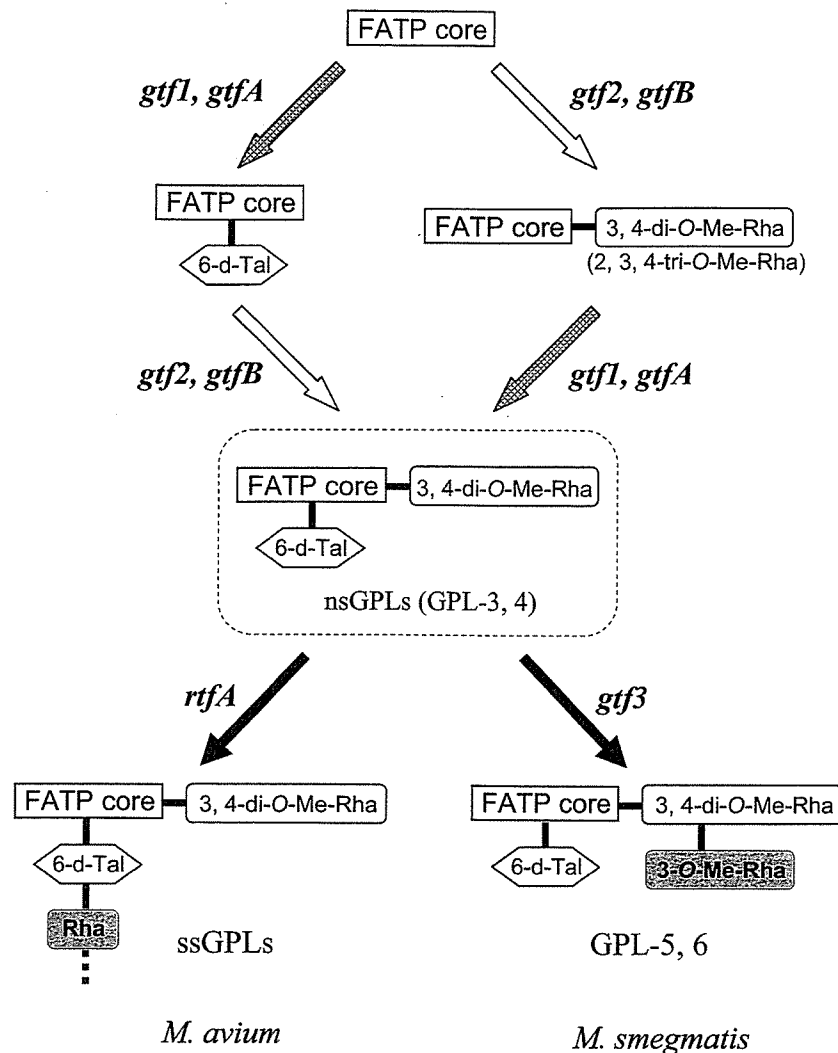 FATP core
gtf1, gtfA
gtf2, gtfB
FATP core
6-d-Tal
FATP core
3, 4-di-O-Me-Rha
(2, 3, 4-tri-O-Me-Rha)
gtf2, gtfB
gtf1, gtfA
FATP core
3, 4-di-O-Me-Rha
6-d-Tal
nsGPLs (GPL-3, 4)
rtfA
gtf3
FATP core
3, 4-di-O-Me-Rha
6-d-Tal
Rha
ssGPLs
FATP core
3, 4-di-O-Me-Rha
6-d-Tal
3-O-Me-Rha
GPL-5, 6
M. avium
M. smegmatis